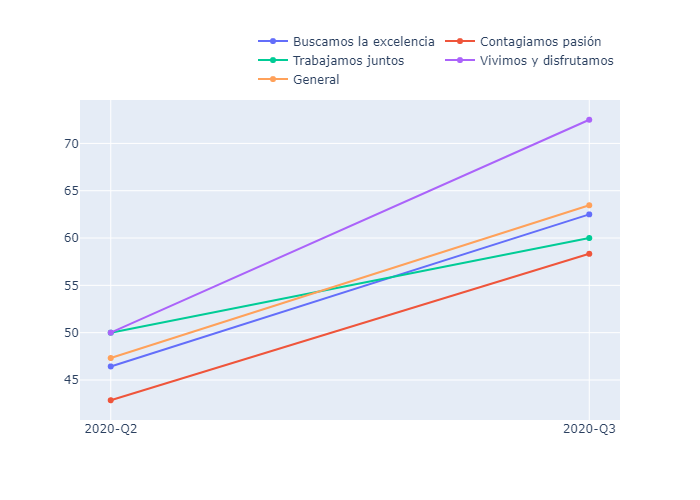 Buscamos la excelencia Contagiamos pasión
Trabajamos juntos Vivimos y disfrutamos
General
70
65
60
55
50
45
2020-Q2 2020-Q3